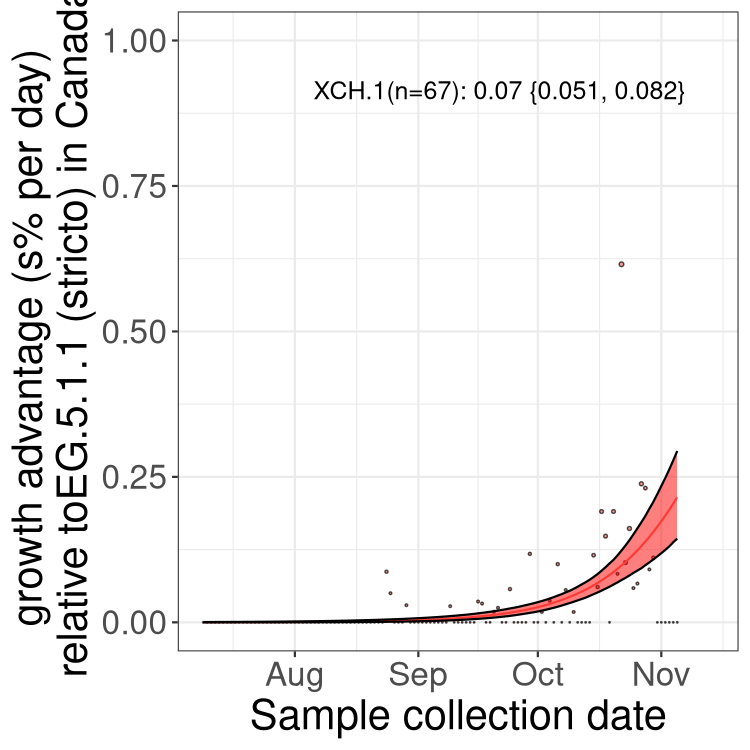 growth advantage (s% per day)
relative toEG.5.1.1 (stricto) in Canada
1.00
0.75
0.50
0.25
0.00
XCH.1(n=67): 0.07 {0.051, 0.082}
Aug Sep Oct Nov
Sample collection date